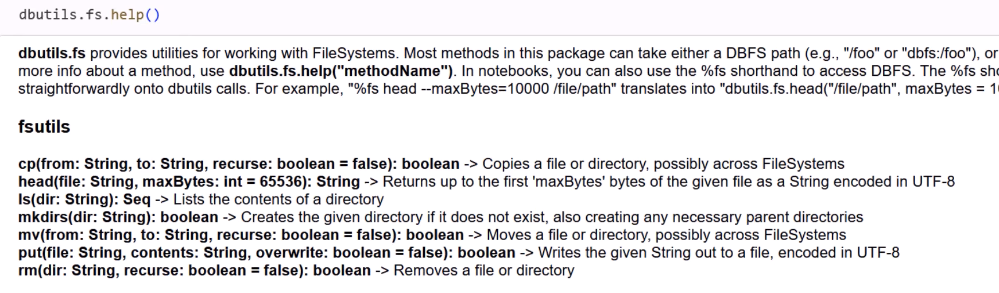 dbutils.fs.help()
dbutils.fs provides utilities for working with FileSystems. Most methods in this package can take either a DBFS path (e.g., "/foo" or "dbfs:/foo"), or
more info about a method, use dbutils.fs.help("methodName"). In notebooks, you can also use the %fs shorthand to access DBFS. The %fs
straightforwardly onto dbutils calls. For example, "%fs head --maxBytes=10000 /file/path" translates into "dbutils.fs.head("/file/path", maxBytes =
fsutils
cp(from: String, to: String, recurse: boolean = false): boolean -> Copies a file or directory, possibly across FileSystems
head(file: String, maxBytes: int = 65536): String -> Returns up to the first 'maxBytes' bytes of the given file as a String encoded in UTF-8
ls(dir: String): Seq -> Lists the contents of a directory
mkdirs(dir: String): boolean -> Creates the given directory if it does not exist, also creating any necessary parent directories
mv(from: String, to: String, recurse: boolean = false): boolean -> Moves a file or directory, possibly across FileSystems
put(file: String, contents: String, overwrite: boolean = false): boolean -> Writes the given String out to a file, encoded in UTF-8
rm(dir: String, recurse: boolean = false): boolean -> Removes a file or directory